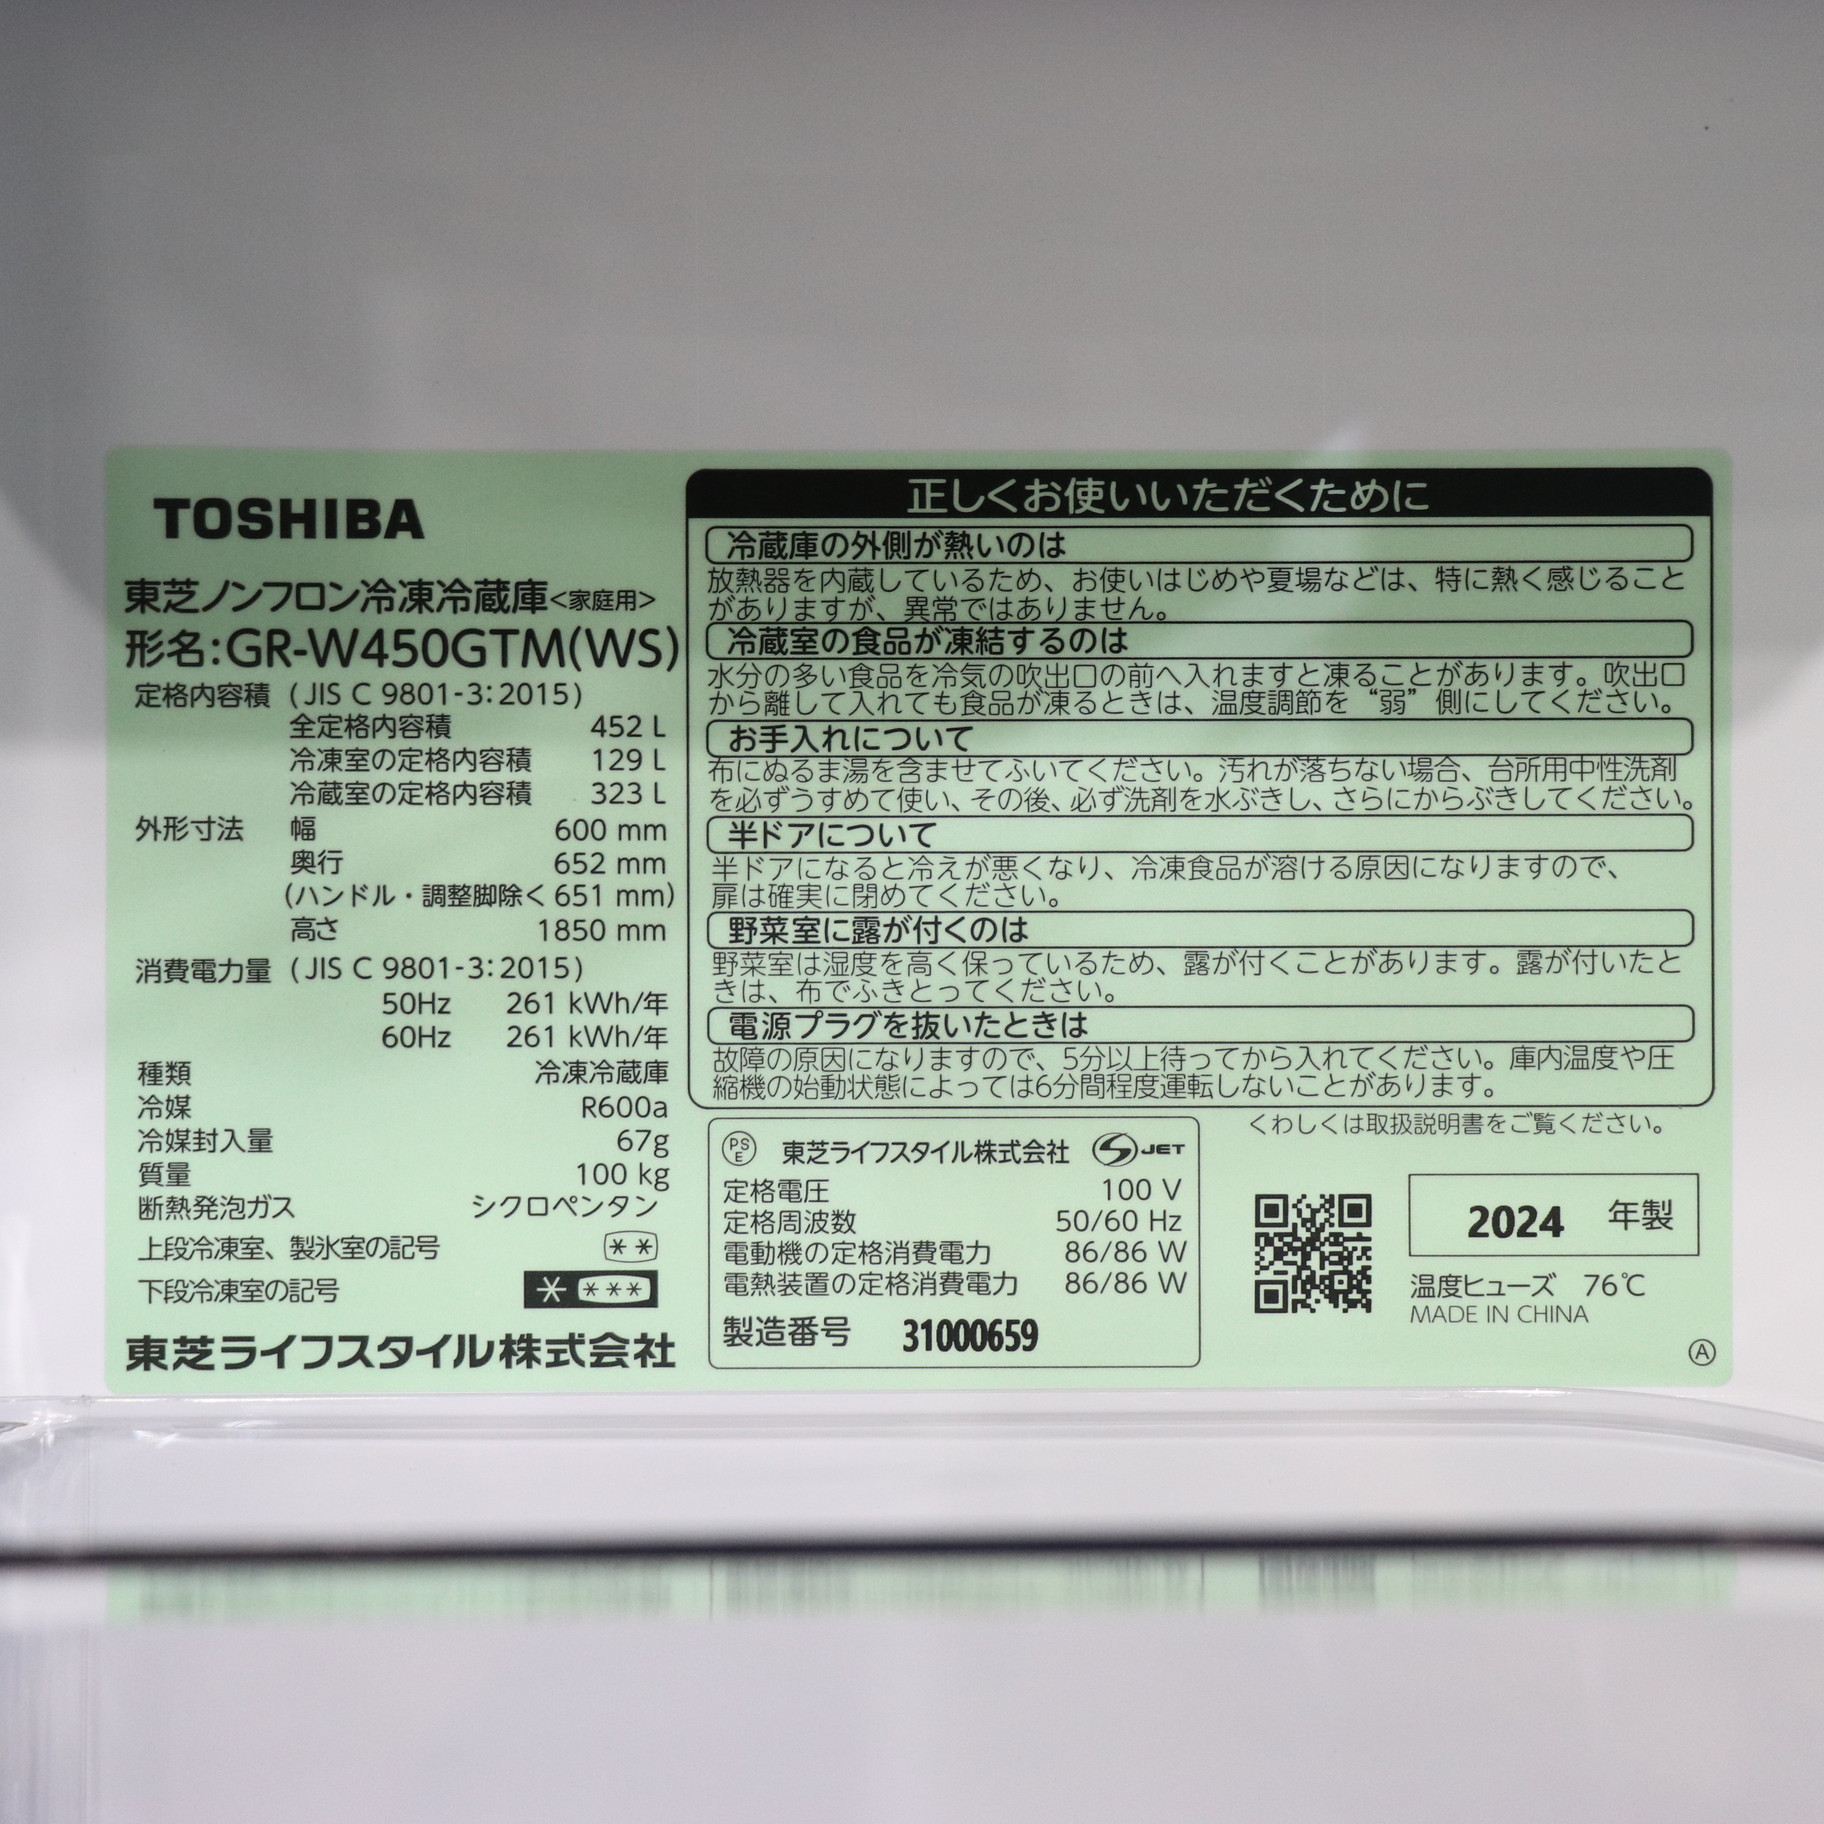 TOSHIBA
東芝ノンフロン冷凍冷蔵庫<家庭用>
形名:GR-W450GTM(WS)
定格内容積 (JIS C 9801-3:2015)
全定格内容積 452 L
冷凍室の定格内容積 129 L
冷蔵室の定格内容積 323 L
外形寸法 幅 600 mm
奥行 652 mm
(ハンドル・調整脚除く 651 mm)
高さ 1850 mm
消費電力量 (JIS C 9801-3:2015)
50Hz 261 kWh/年
60Hz 261 kWh/年
種類 冷凍冷蔵庫
冷媒 R600a
冷媒封入量 67g
質量 100 kg
断熱発泡ガス シクロペンタン
上段冷凍室、製氷室の記号 **
下段冷凍室の記号 * ***
東芝ライフスタイル株式会社
正しくお使いいただくために
冷蔵庫の外側が熱いのは
放熱器を内蔵しているため、お使いはじめや夏場などは、特に熱く感じること
がありますが、異常ではありません。
冷蔵室の食品が凍結するのは
水分の多い食品を冷気の吹出口の前へ入れますと凍ることがあります。吹出口
から離して入れても食品が凍るときは、温度調節を“弱”側にしてください。
お手入れについて
布にぬるま湯を含ませてふいてください。汚れが落ちない場合、台所用中性洗剤
を必ずうすめて使い、その後、必ず洗剤を水ぶきし、さらにからぶきしてください。
半ドアについて
半ドアになると冷えが悪くなり、冷凍食品が溶ける原因になりますので、
扉は確実に閉めてください。
野菜室に露が付くのは
野菜室は湿度を高く保っているため、露が付くことがあります。露が付いたと
きは、布でふきとってください。
電源プラグを抜いたときは
故障の原因になりますので、5分以上待ってから入れてください。庫内温度や圧
縮機の始動状態によっては6分間程度運転しないことがあります。
くわしくは取扱説明書をご覧ください。
PS E 東芝ライフスタイル株式会社 JET
定格電圧 100 V
定格周波数 50/60 Hz
電動機の定格消費電力 86/86 W
電熱装置の定格消費電力 86/86 W
製造番号 31000659
2024 年製
温度ヒューズ 76℃
MADE IN CHINA
Ⓐ